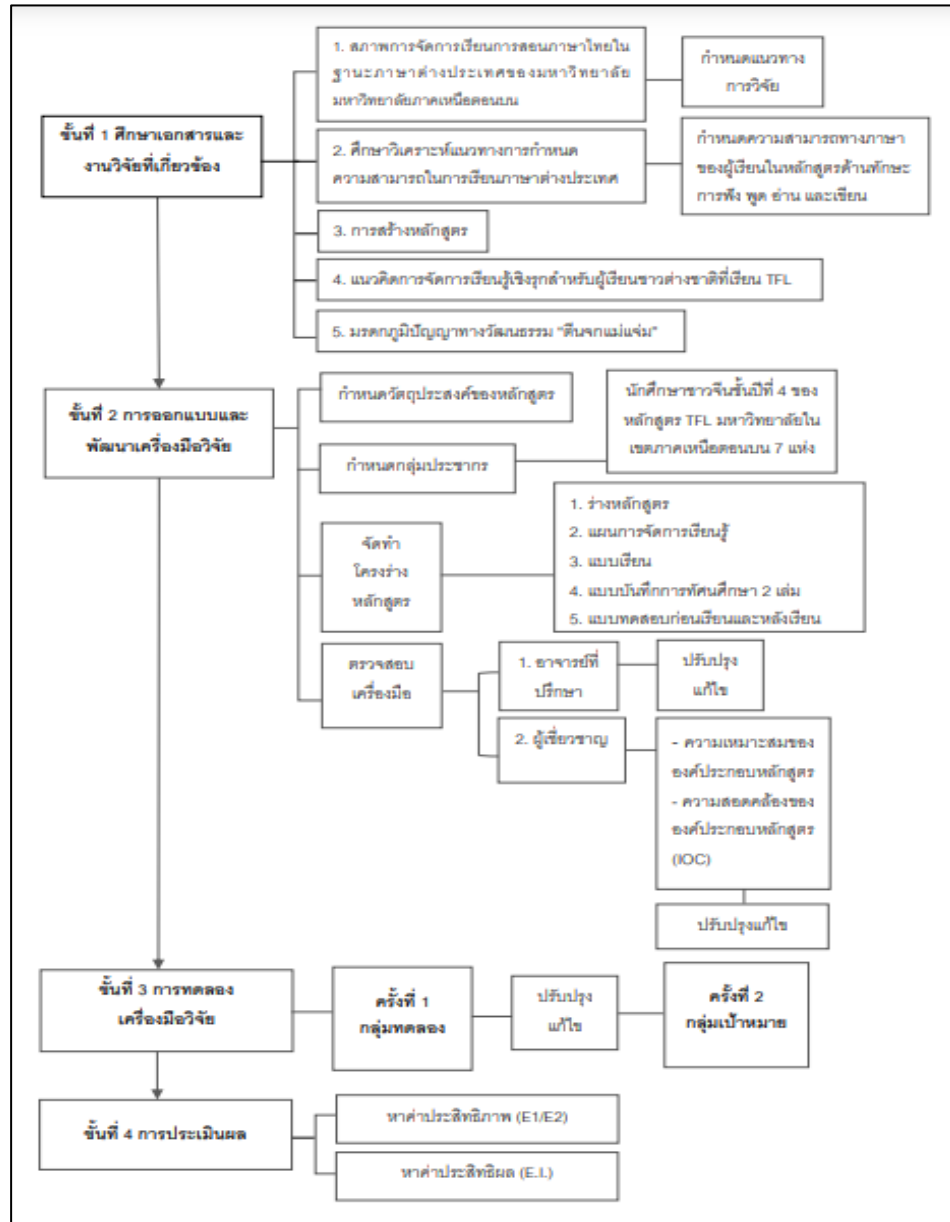 1. สภาพการจัดการเรียนการสอนภาษาไทยใน
ฐานะภาษาต่างประเทศของมหาวิทยาลัย
มหาวิทยาลัยภาคเหนือตอนบน
กำหนดแนวทาง
การวิจัย
ขั้นที่ 1 ศึกษาเอกสารและ
งานวิจัยที่เกี่ยวข้อง
2. ศึกษาวิเคราะห์แนวทางการกำหนด
ความสามารถในการเรียนภาษาต่างประเทศ
กำหนดความสามารถทางภาษา
ของผู้เรียนในหลักสูตรด้านทักษะ
การฟัง พูด อ่าน และเขียน
3. การสร้างหลักสูตร
4. แนวคิดการจัดการเรียนรู้เชิงรุกสำหรับผู้เรียนชาวต่างชาติที่เรียน TFL
5. มรดกภูมิปัญญาทางวัฒนธรรม "ตีนจกแม่แจ่ม"
ขั้นที่ 2 การออกแบบและ
พัฒนาเครื่องมือวิจัย
กำหนดวัตถุประสงค์ของหลักสูตร
นักศึกษาชาวจีนชั้นปีที่ 4 ของ
หลักสูตร TFL มหาวิทยาลัยใน
เขตภาคเหนือตอนบน 7 แห่ง
กำหนดกลุ่มประชากร
จัดทำ
โครงร่าง
หลักสูตร
1. ร่างหลักสูตร
2. แผนการจัดการเรียนรู้
3. แบบเรียน
4. แบบบันทึกการทัศนศึกษา 2 เล่ม
5. แบบทดสอบก่อนเรียนและหลังเรียน
ตรวจสอบ
เครื่องมือ
1. อาจารย์ที่
ปรึกษา
ปรับปรุง
แก้ไข
2. ผู้เชี่ยวชาญ
- ความเหมาะสมของ
องค์ประกอบหลักสูตร
- ความสอดคล้องของ
องค์ประกอบหลักสูตร
(IOC)
ปรับปรุงแก้ไข
ขั้นที่ 3 การทดลอง
เครื่องมือวิจัย
ครั้งที่ 1
กลุ่มทดลอง
ปรับปรุง
แก้ไข
ครั้งที่ 2
กลุ่มเป้าหมาย
ขั้นที่ 4 การประเมินผล
หาค่าประสิทธิภาพ (E1/E2)
หาค่าประสิทธิผล (E.I.)